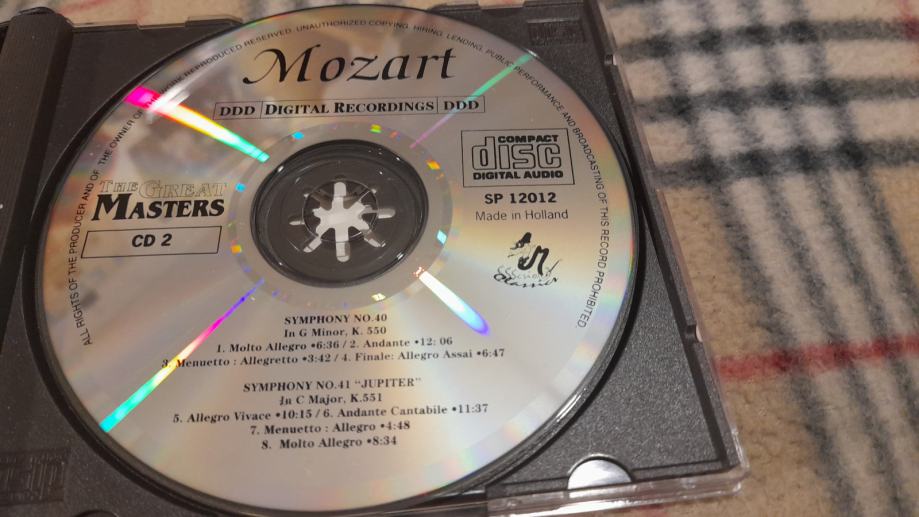 ALL RIGHTS OF THE PRODUCER AND OF THE OWNER OF THE REPRODUCED RESERVED. UNAUTHORIZED COPYING, HIRING, LENDING, PUBLIC PERFORMANCE AND BROADCASTING OF THIS RECORD PROHIBITED.
Mozart
DDD DIGITAL RECORDINGS DDD
COMPACT
disc
DIGITAL AUDIO
THE GREAT
MASTERS
SP 12012
Made in Holland
CD 2
Classics
SYMPHONY NO.40
In G Minor, K. 550
1. Molto Allegro •6:36 / 2. Andante •12: 06
3. Menuetto : Allegretto •3:42 / 4. Finale: Allegro Assai •6:47
SYMPHONY NO.41 "JUPITER"
In C Major, K.551
5. Allegro Vivace •10:15 / 6. Andante Cantabile •11:37
7. Menuetto : Allegro •4:48
8. Molto Allegro •8:34